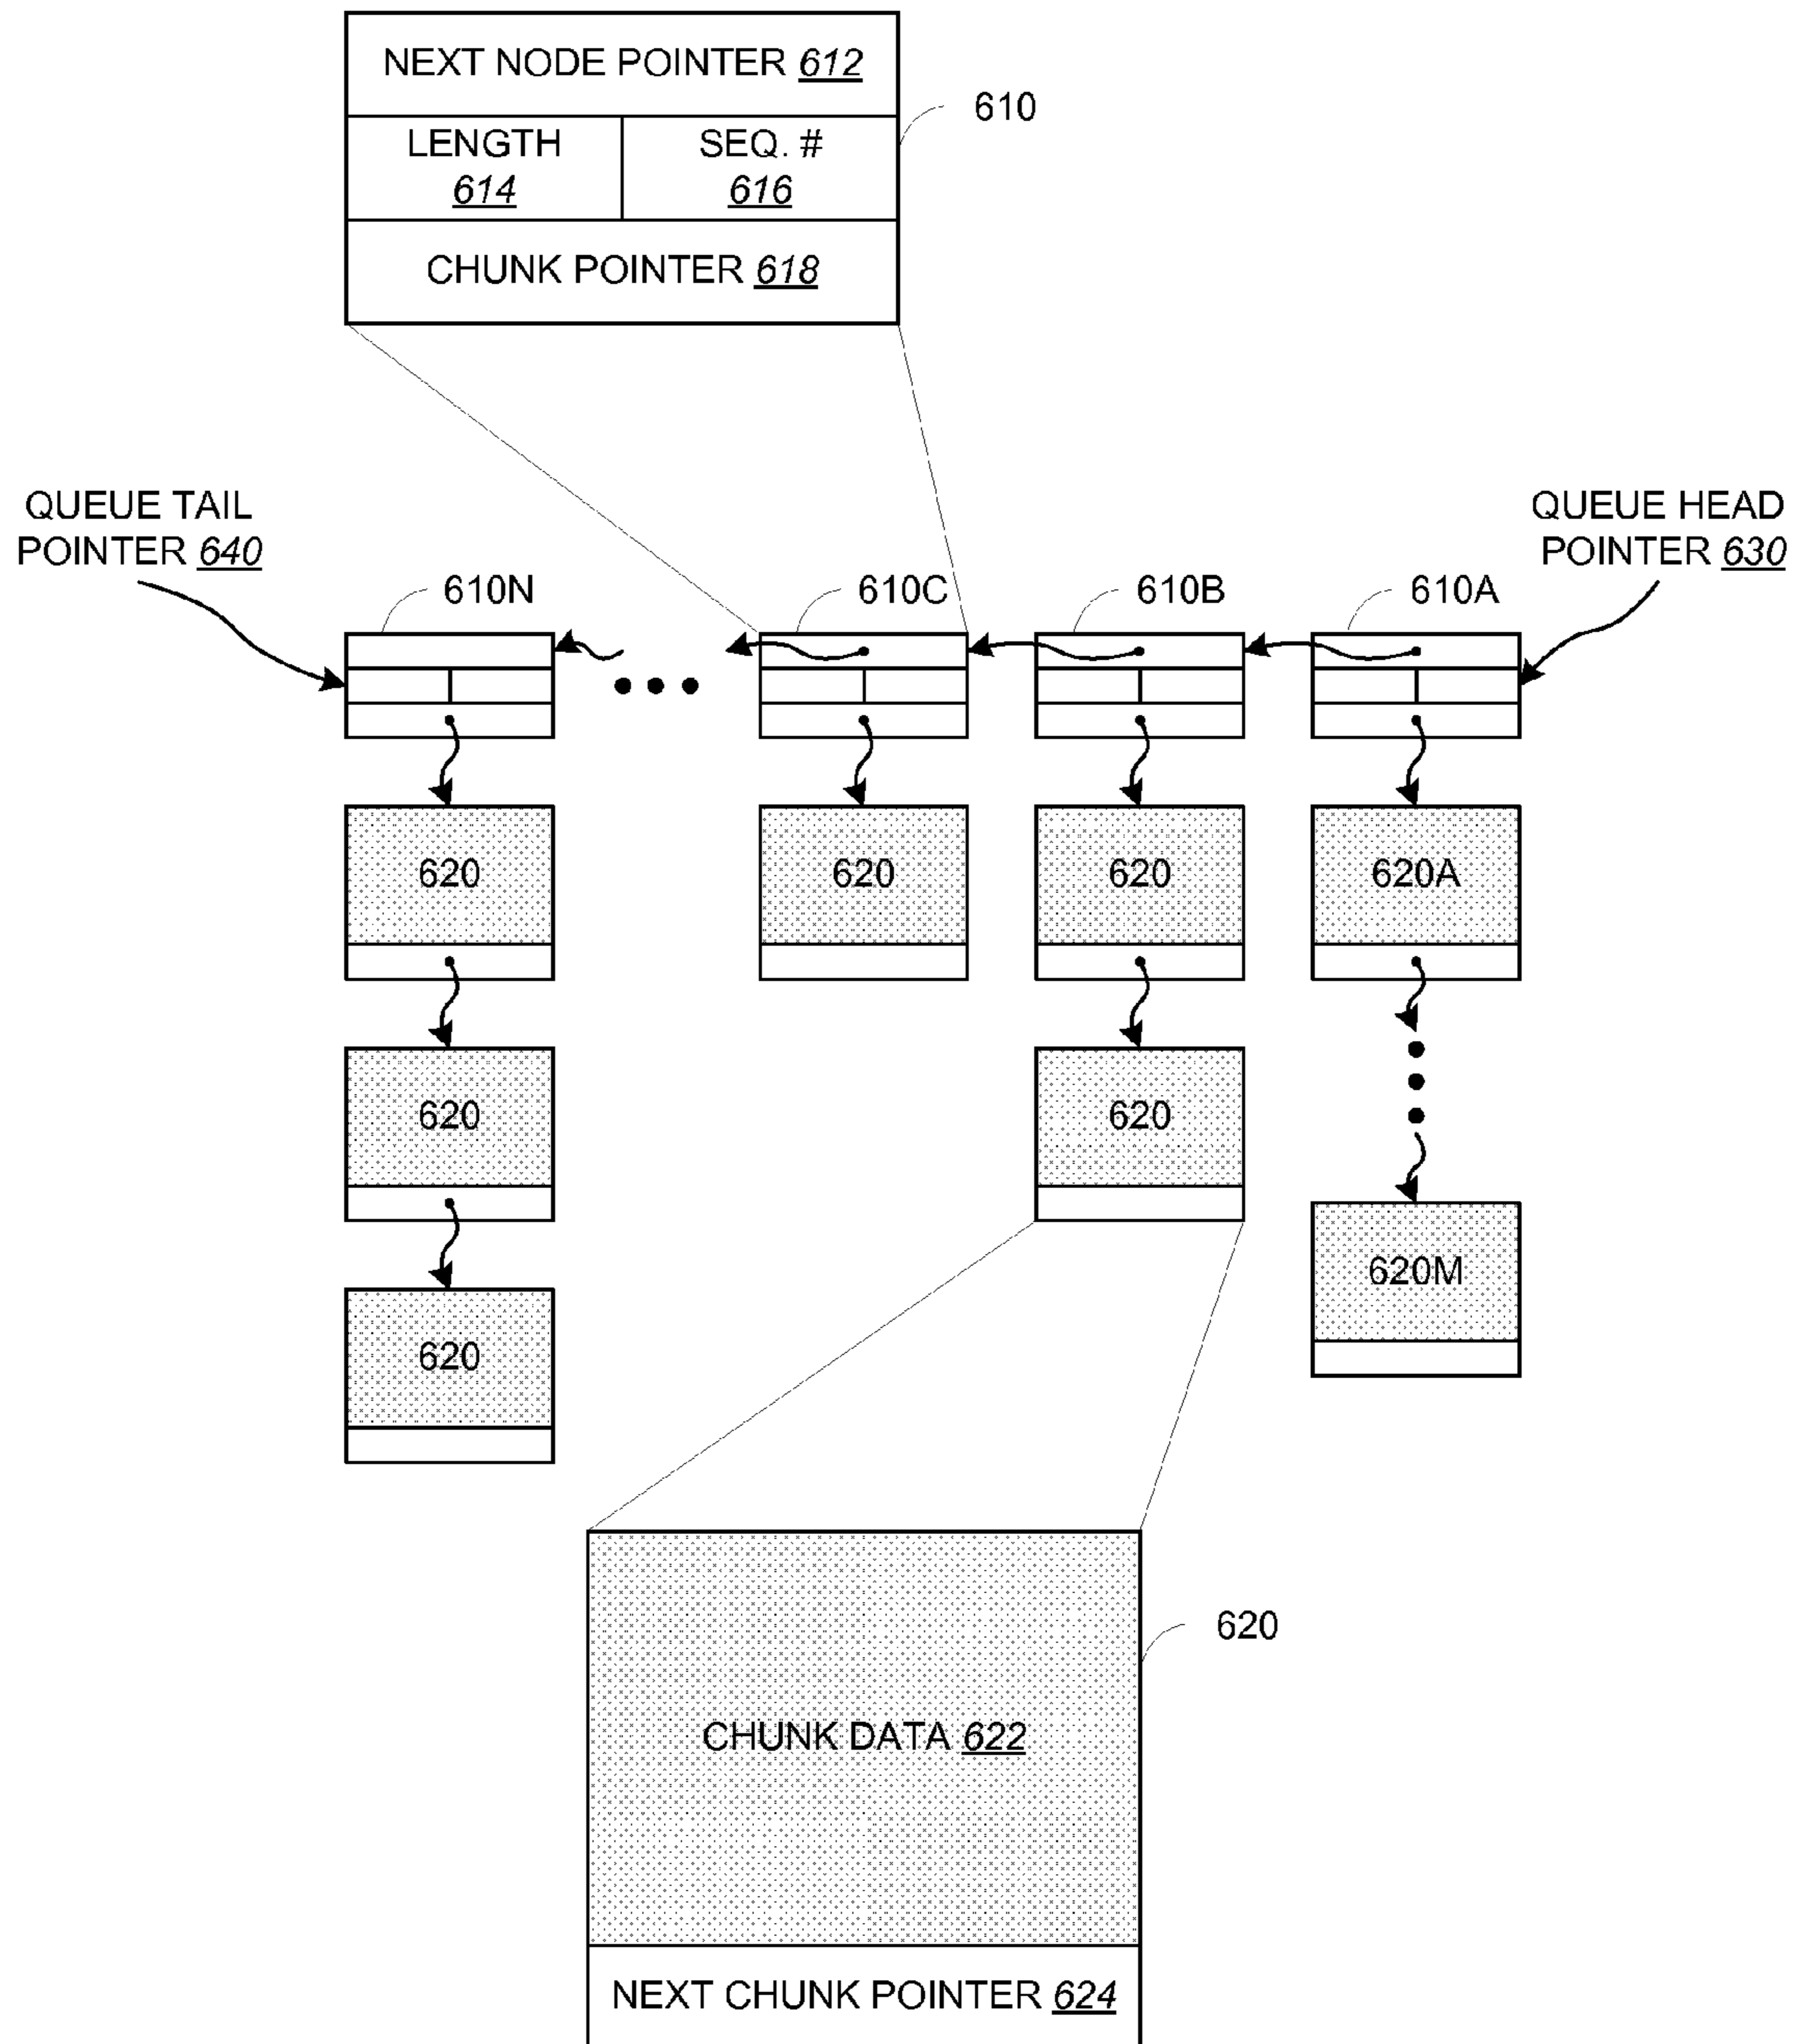 NEXT NODE POINTER 612
610
LENGTH
614
SEQ. #
616
CHUNK POINTER 618
QUEUE TAIL
POINTER 640
QUEUE HEAD
POINTER 630
610N
610C
610B
610A
620
620
620
620A
620
620
620M
620
620
CHUNK DATA 622
NEXT CHUNK POINTER 624